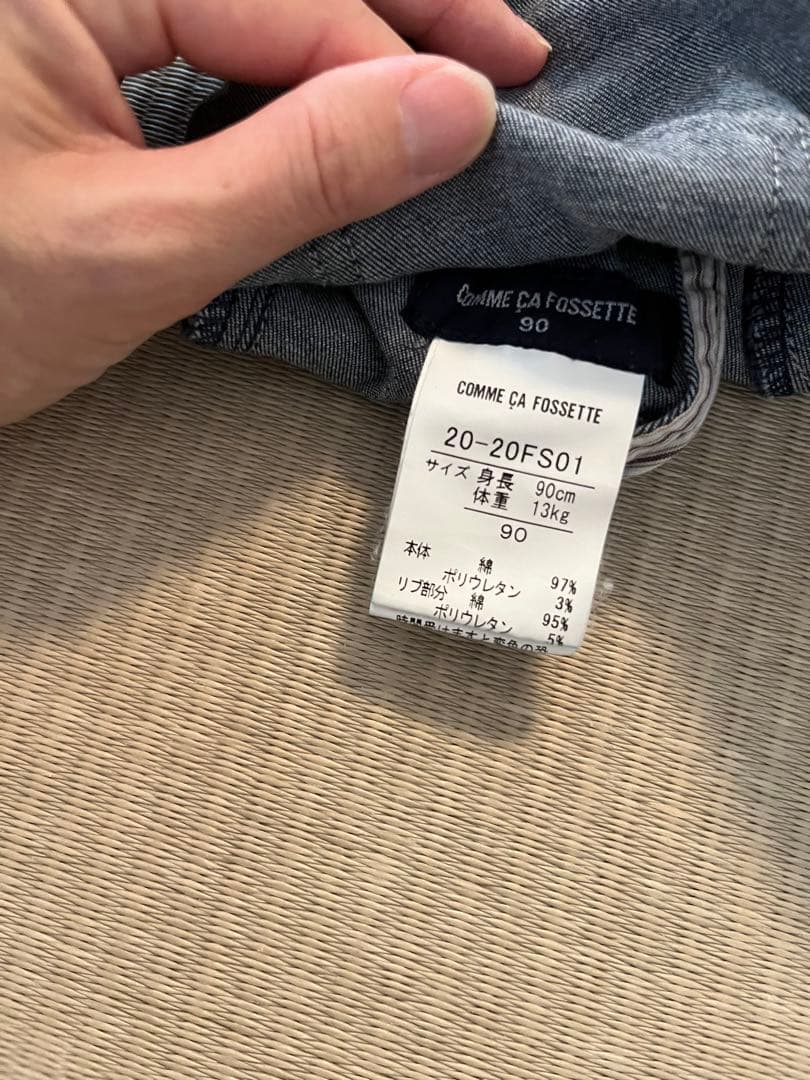 COMME ÇA FOSSETTE
90
COMME ÇA FOSSETTE
20-20FS01
サイズ 身長 90cm
体重 13kg
90
本体 綿 97%
ポリウレタン 3%
リブ部分 綿 95%
ポリウレタン 5%